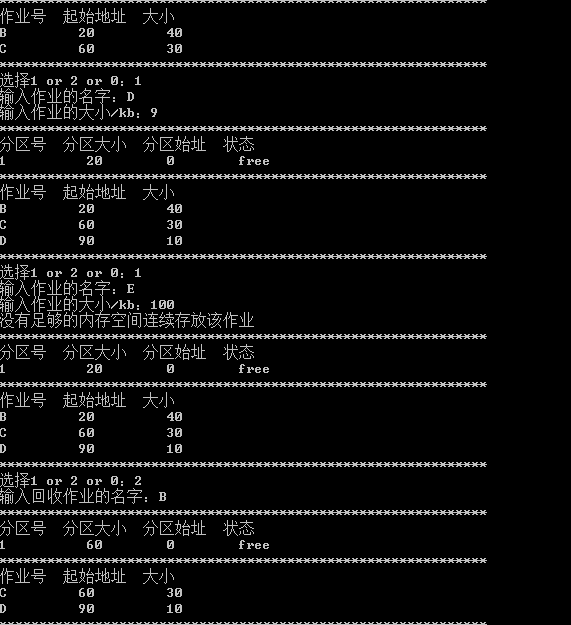 *************************************************************
作业号 起始地址 大小
B 20 40
C 60 30
*************************************************************
选择1 or 2 or 0：1
输入作业的名字：D
输入作业的大小/kb：9
*************************************************************
分区号 分区大小 分区始址 状态
1 20 0 free
*************************************************************
作业号 起始地址 大小
B 20 40
C 60 30
D 90 10
*************************************************************
选择1 or 2 or 0：1
输入作业的名字：E
输入作业的大小/kb：100
没有足够的内存空间连续存放该作业
*************************************************************
分区号 分区大小 分区始址 状态
1 20 0 free
*************************************************************
作业号 起始地址 大小
B 20 40
C 60 30
D 90 10
*************************************************************
选择1 or 2 or 0：2
输入回收作业的名字：B
*************************************************************
分区号 分区大小 分区始址 状态
1 60 0 free
*************************************************************
作业号 起始地址 大小
C 60 30
D 90 10
*************************************************************